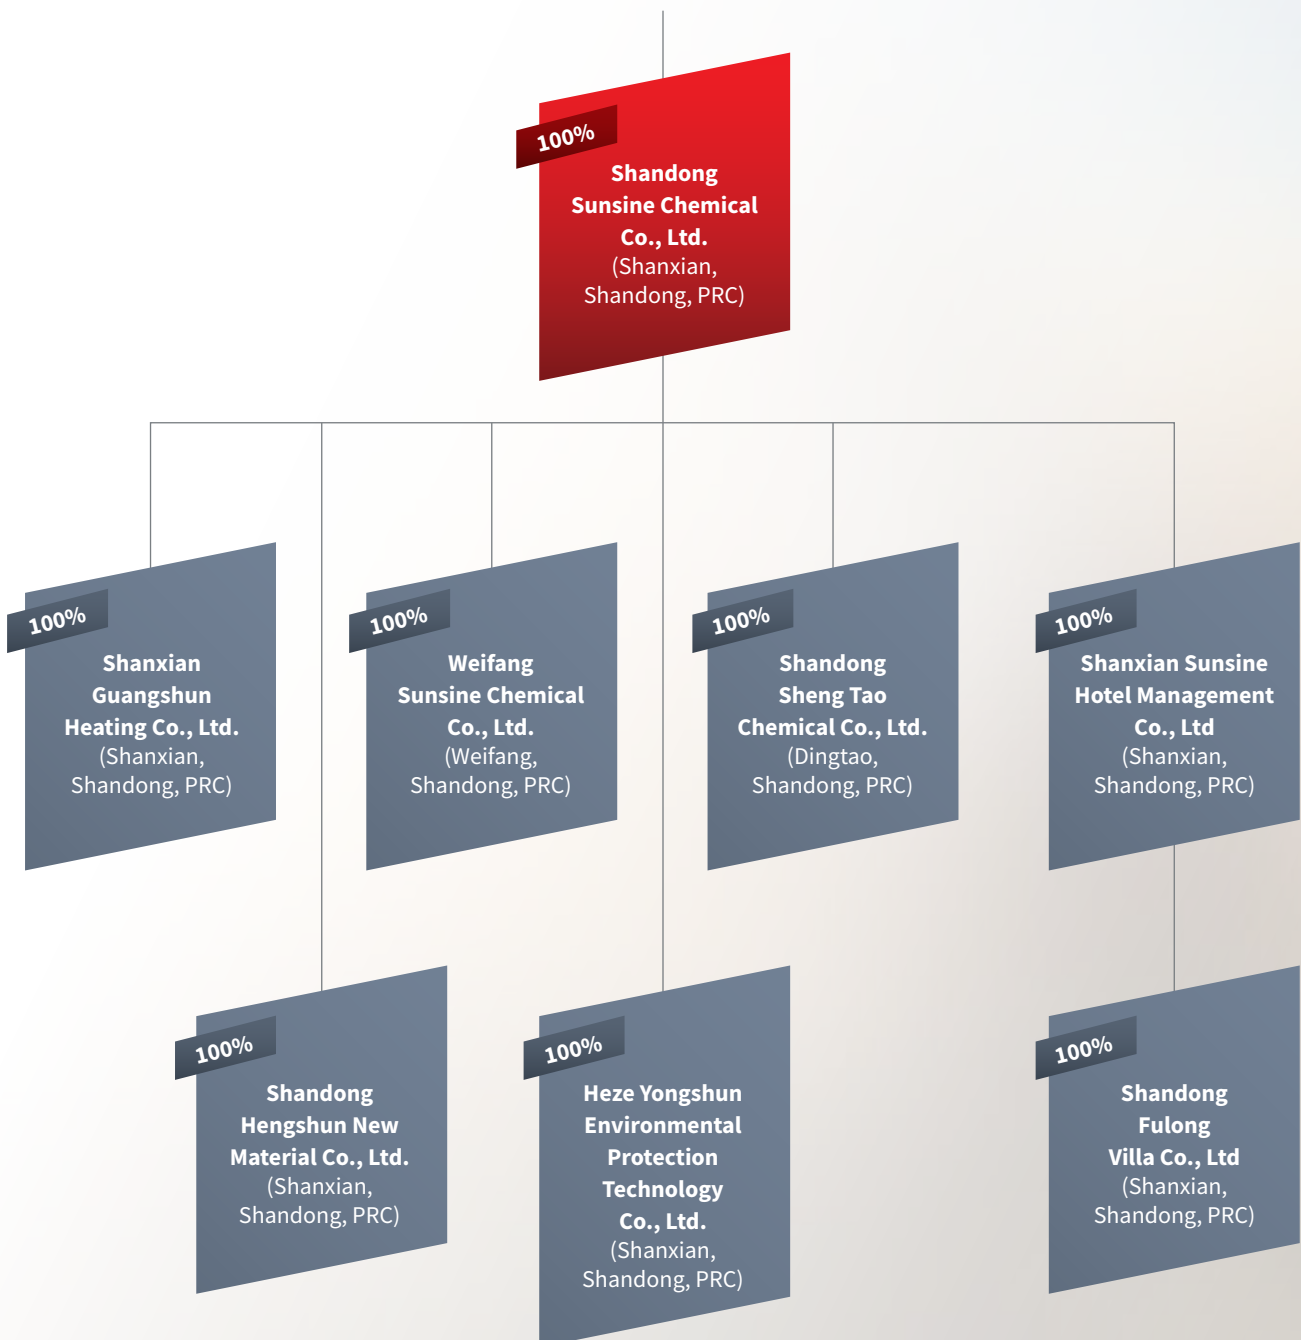 100%
Shandong
Sunsine Chemical
Co., Ltd.
(Shanxian,
Shandong, PRC)
100%
Shanxian
Guangshun
Heating Co., Ltd.
(Shanxian,
Shandong, PRC)
100%
Weifang
Sunsine Chemical
Co., Ltd.
(Weifang,
Shandong, PRC)
100%
Shandong
Sheng Tao
Chemical Co., Ltd.
(Dingtao,
Shandong, PRC)
100%
Shanxian Sunsine
Hotel Management
Co., Ltd
(Shanxian,
Shandong, PRC)
100%
Shandong
Hengshun New
Material Co., Ltd.
(Shanxian,
Shandong, PRC)
100%
Heze Yongshun
Environmental
Protection
Technology
Co., Ltd.
(Shanxian,
Shandong, PRC)
100%
Shandong
Fulong
Villa Co., Ltd
(Shanxian,
Shandong, PRC)